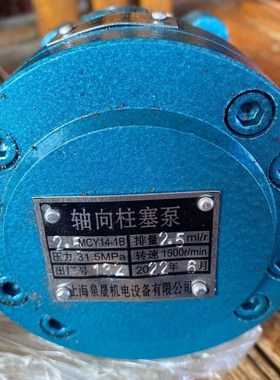 轴向柱塞泵
2.5MCY14-1B 排量 2.5 ml/r
压力 31.5MPa 转速 1500r/min
出厂号 132 2022年 6月
上海泉晟机电设备有限公司